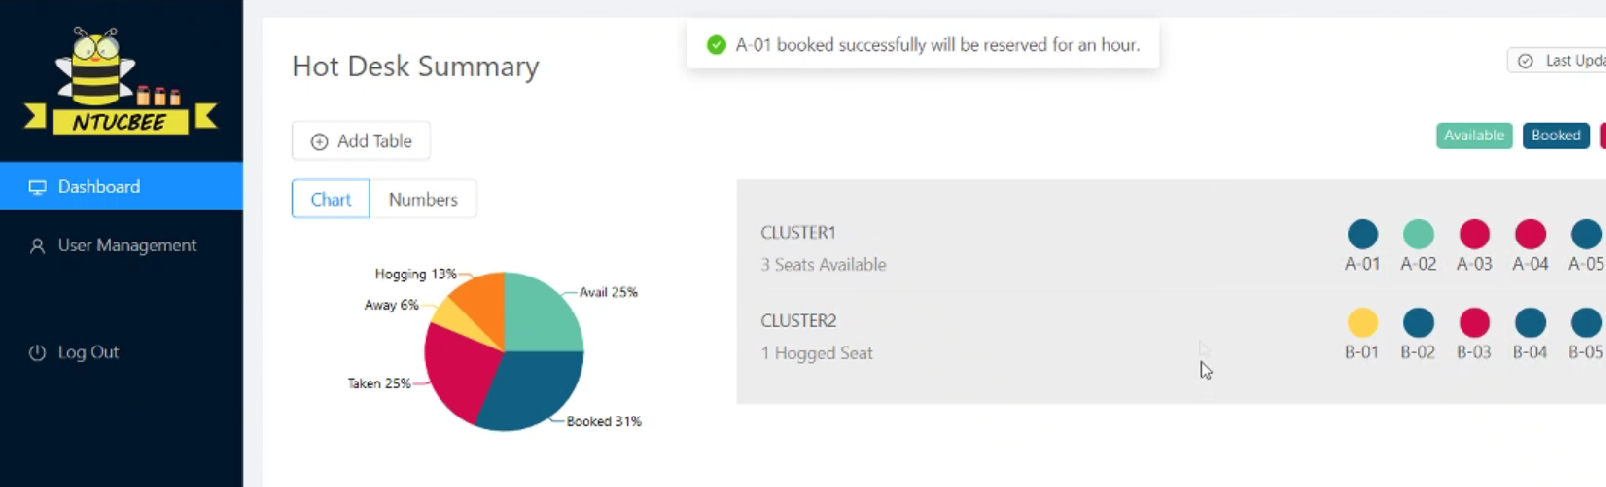 A-01 booked successfully will be reserved for an hour.
Hot Desk Summary
NTUCBEE
Add Table
Available Booked
Dashboard
Chart Numbers
User Management
CLUSTER1
3 Seats Available
A-01 A-02 A-03 A-04 A-05
Hogging 13%
Avail 25%
Away 6%
CLUSTER2
1 Hogged Seat
B-01 B-02 B-03 B-04 B-05
Log Out
Taken 25%
Booked 31%